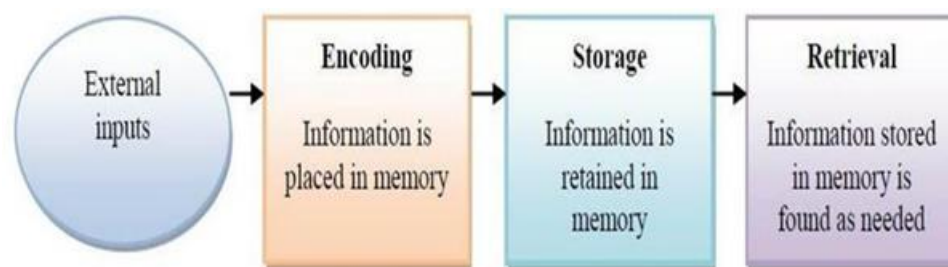 External
inputs
Encoding
Information is
placed in memory
Storage
Information is
retained in
memory
Retrieval
Information stored
in memory is
found as needed